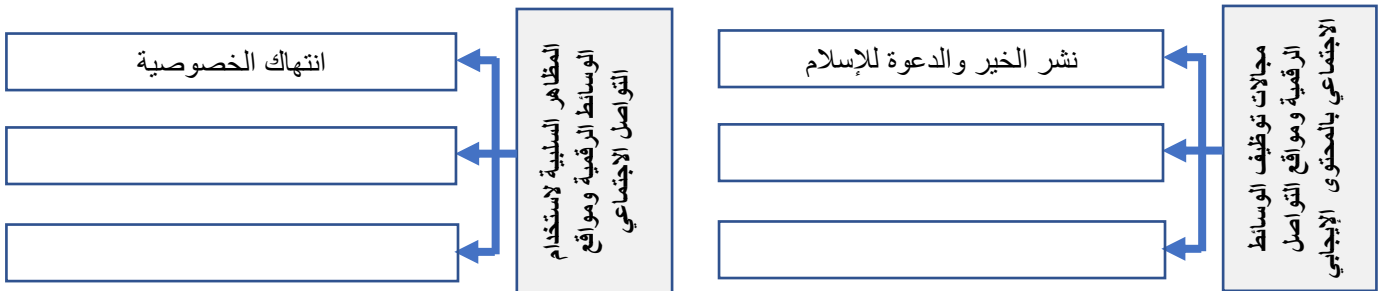 مجالات توظيف الوسائط
الرقمية ومواقع التواصل
الاجتماعي بالمحتوى الإيجابي
نشر الخير والدعوة للإسلام
المظاهر السلبية لاستخدام
الوسائط الرقمية ومواقع
التواصل الاجتماعي
انتهاك الخصوصية